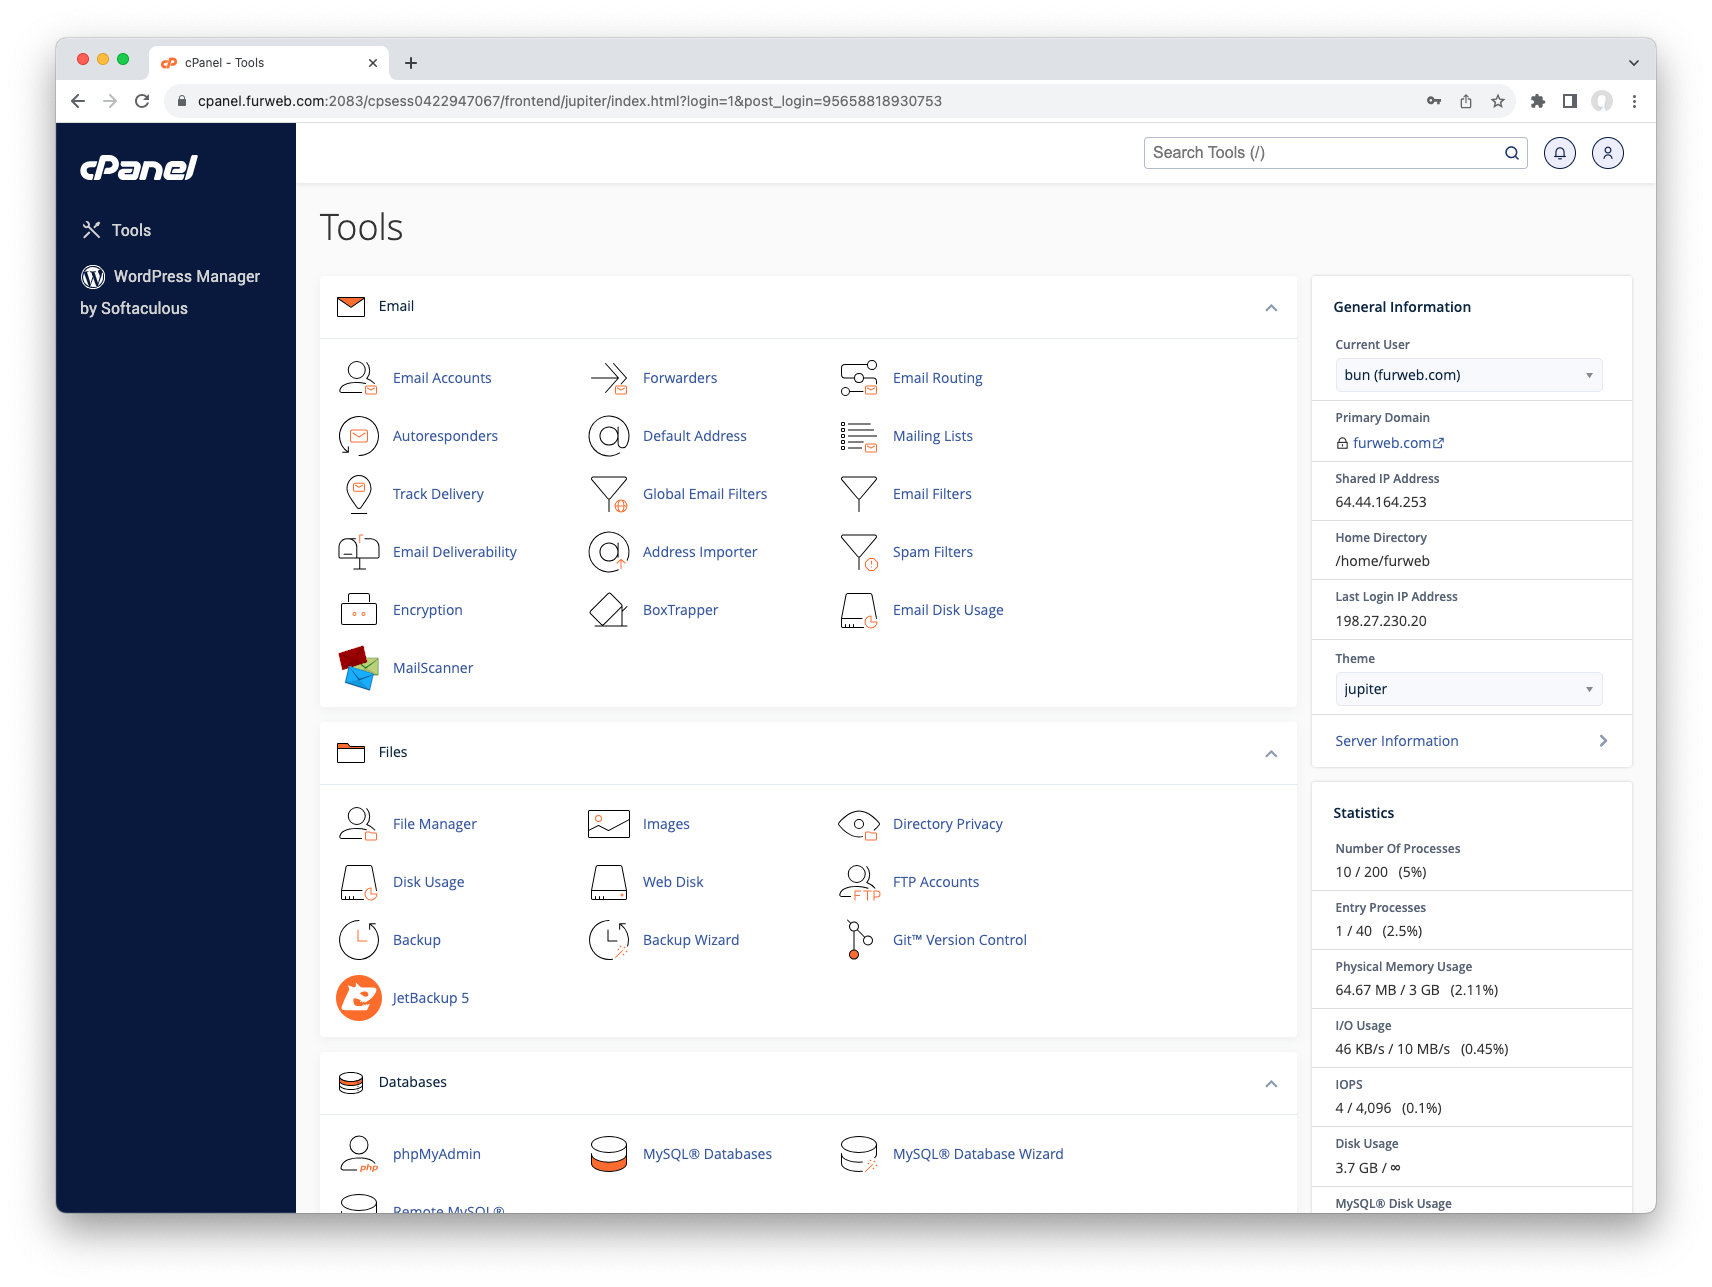 cPanel - Tools
cpanel.furweb.com:2083/cpsess0422947067/frontend/jupiter/index.html?login=1&post_login=95658818930753
cPanel
Tools
WordPress Manager
by Softaculous
Search Tools (/)
Tools
Email
Email Accounts
Forwarders
Email Routing
Autoresponders
Default Address
Mailing Lists
Track Delivery
Global Email Filters
Email Filters
Email Deliverability
Address Importer
Spam Filters
Encryption
BoxTrapper
Email Disk Usage
MailScanner
Files
File Manager
Images
Directory Privacy
Disk Usage
Web Disk
FTP
FTP Accounts
Backup
Backup Wizard
Git™ Version Control
JetBackup 5
Databases
php
phpMyAdmin
MySQL® Databases
MySQL® Database Wizard
Remote MySQL®
General Information
Current User
bun (furweb.com)
Primary Domain
furweb.com
Shared IP Address
64.44.164.253
Home Directory
/home/furweb
Last Login IP Address
198.27.230.20
Theme
jupiter
Server Information
Statistics
Number Of Processes
10 / 200 (5%)
Entry Processes
1 / 40 (2.5%)
Physical Memory Usage
64.67 MB / 3 GB (2.11%)
I/O Usage
46 KB/s / 10 MB/s (0.45%)
IOPS
4 / 4,096 (0.1%)
Disk Usage
3.7 GB / ∞
MySQL® Disk Usage